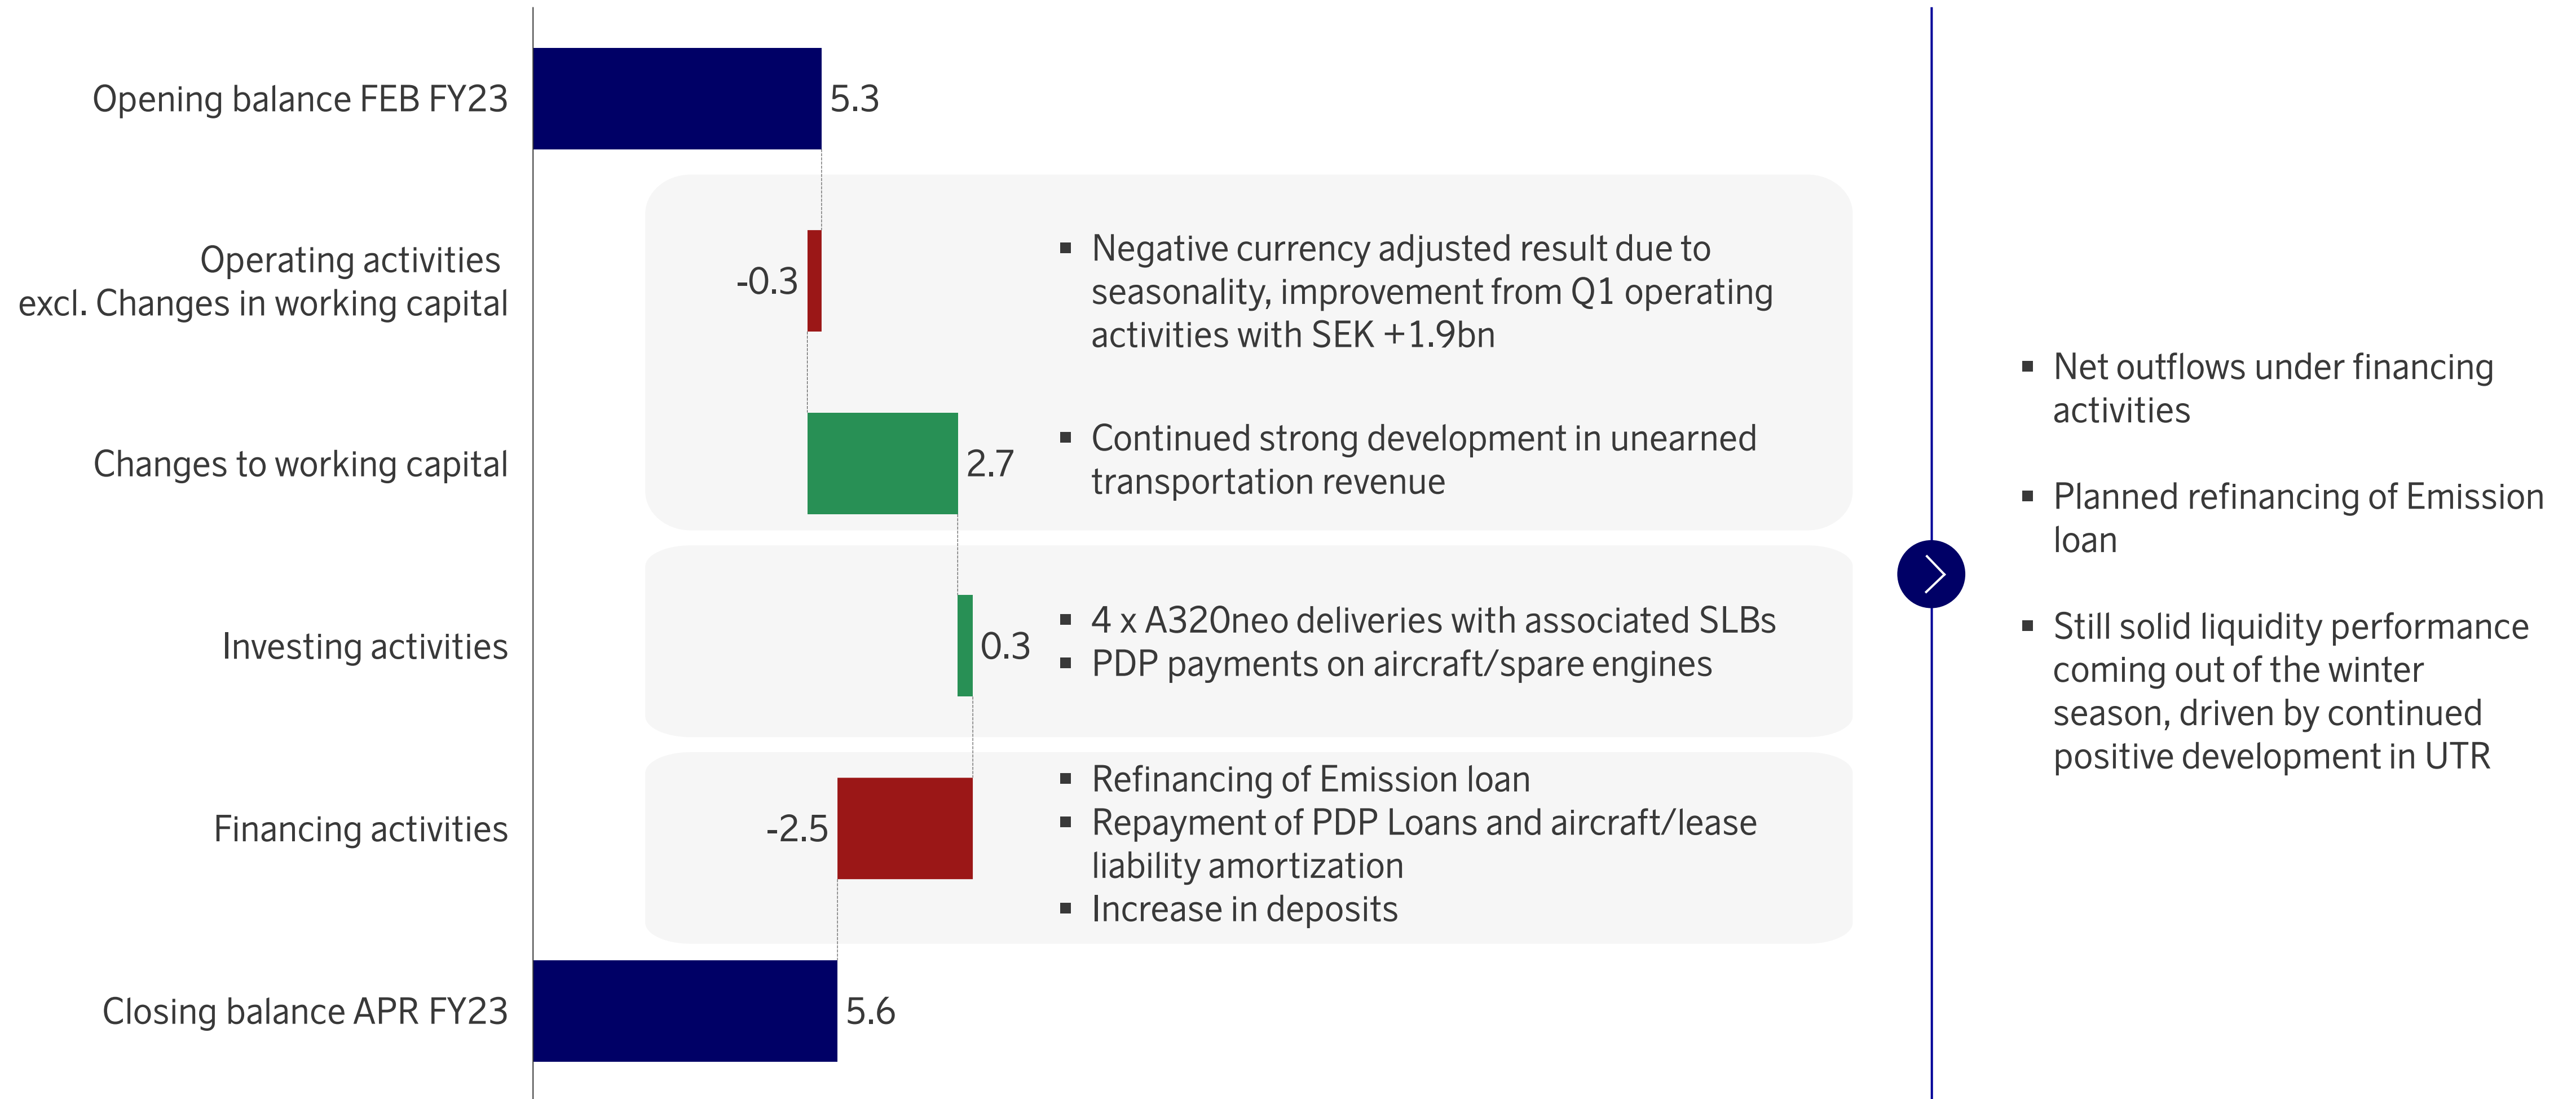 Opening balance FEB FY23
5.3
Operating activities
excl. Changes in working capital
-0.3
▪ Negative currency adjusted result due to
seasonality, improvement from Q1 operating
activities with SEK +1.9bn
Changes to working capital
2.7
▪ Continued strong development in unearned
transportation revenue
Investing activities
0.3
▪ 4 x A320neo deliveries with associated SLBs
▪ PDP payments on aircraft/spare engines
Financing activities
-2.5
▪ Refinancing of Emission loan
▪ Repayment of PDP Loans and aircraft/lease
liability amortization
▪ Increase in deposits
Closing balance APR FY23
5.6
▪ Net outflows under financing
activities
▪ Planned refinancing of Emission
loan
▪ Still solid liquidity performance
coming out of the winter
season, driven by continued
positive development in UTR